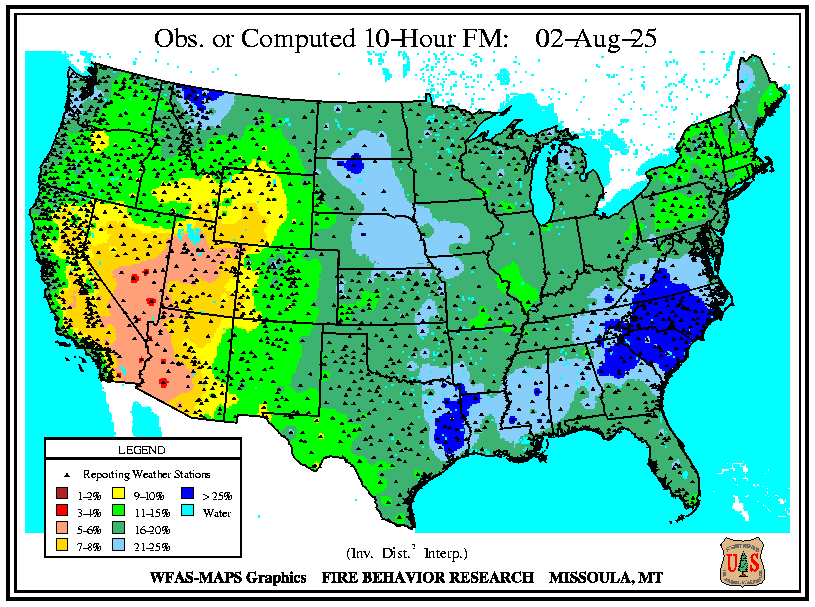 Obs. or Computed 10-Hour FM: 02-Aug-25
LEGEND
Reporting Weather Stations
1-2% 9-10% > 25%
3-4% 11-15% Water
5-6% 16-20%
7-8% 21-25%
(Inv. Dist.² Interp.)
WFAS-MAPS Graphics FIRE BEHAVIOR RESEARCH MISSOULA, MT
U S